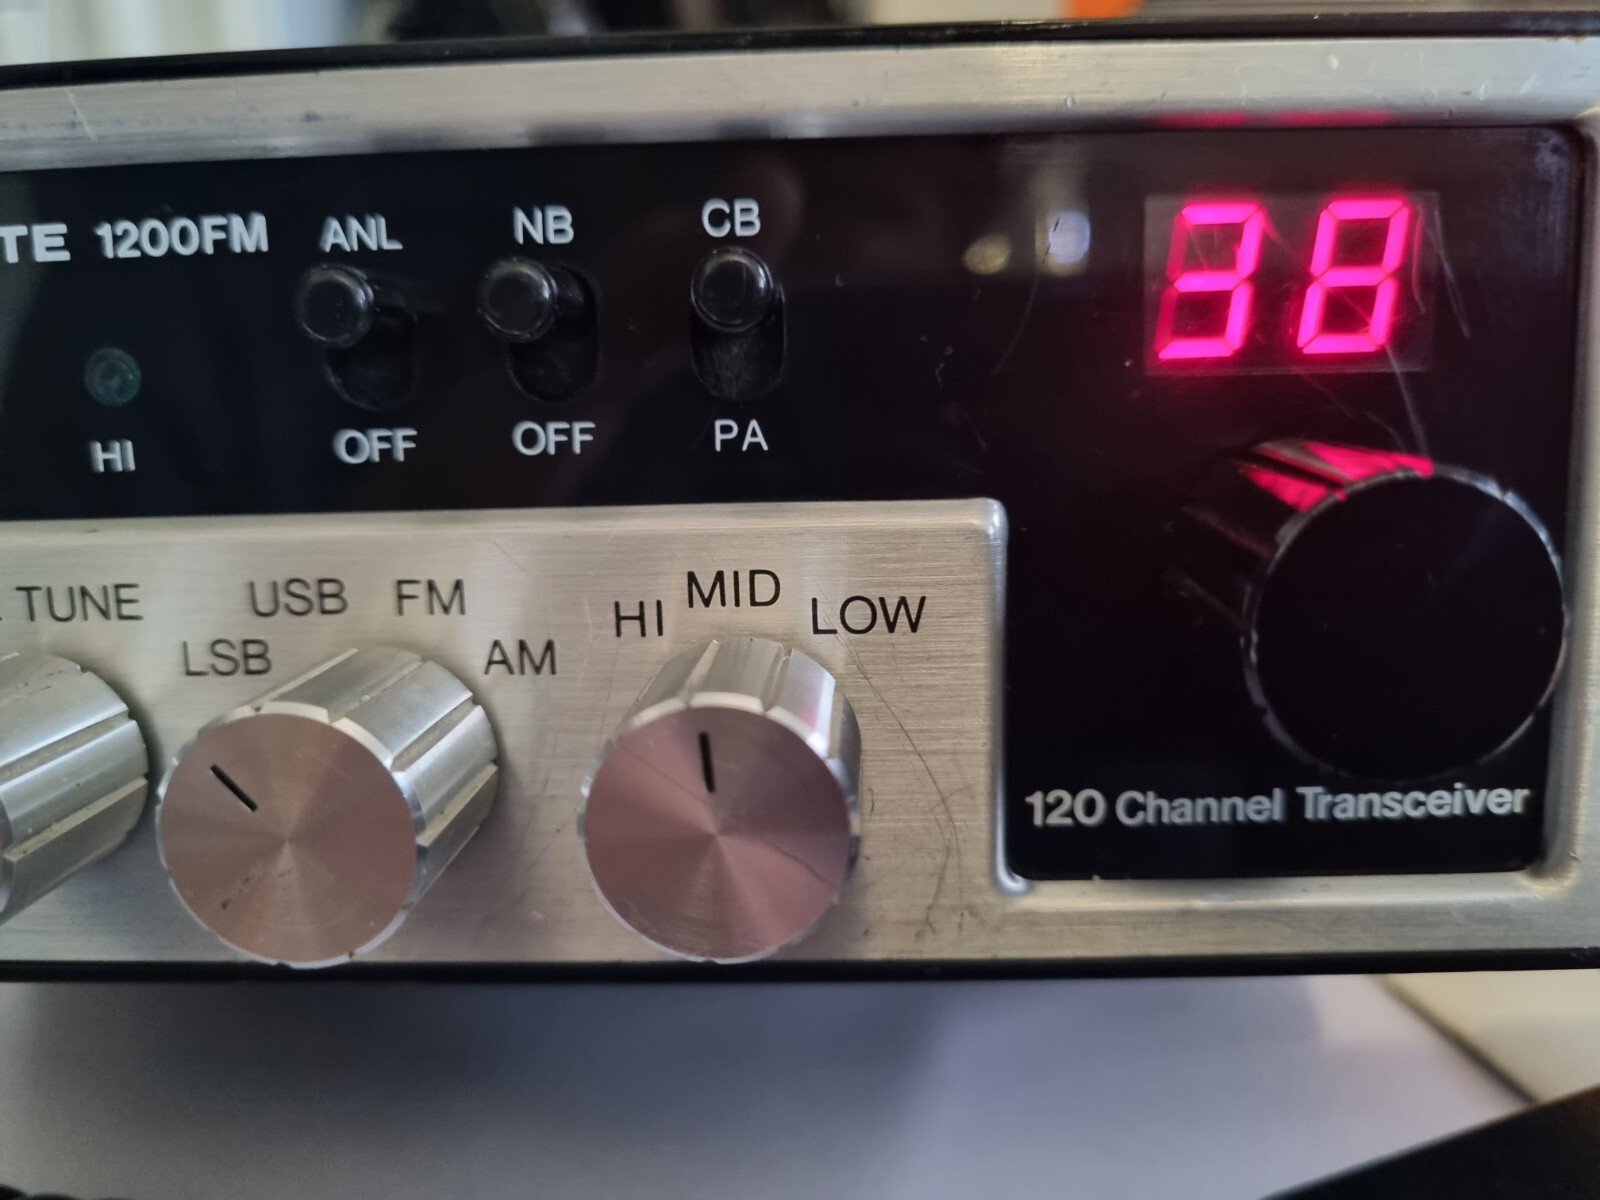 TE 1200FM
ANL
NB
CB
38
HI
OFF
OFF
PA
TUNE
LSB
USB
FM
AM
HI
MID
LOW
120 Channel Transceiver